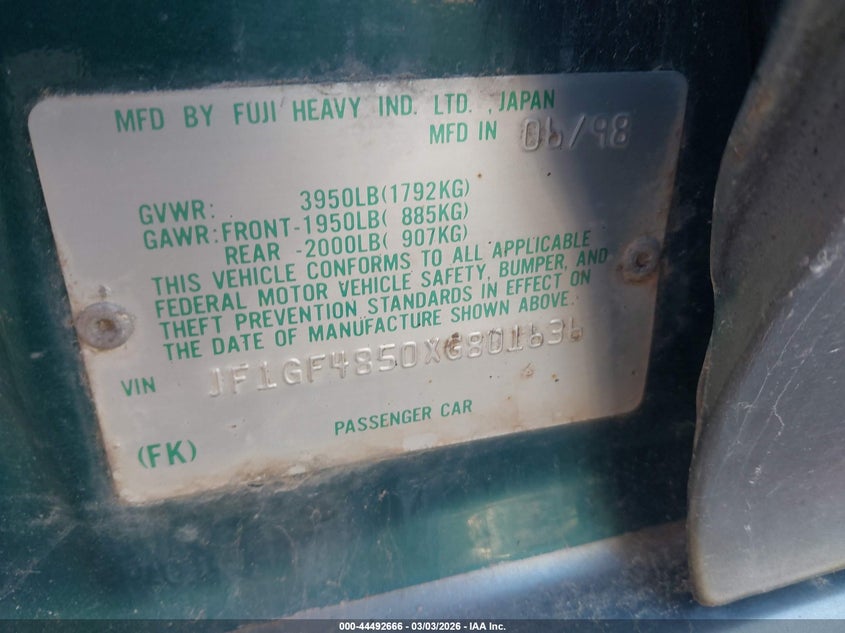 MFD BY FUJI HEAVY IND. LTD. , JAPAN
MFD IN 06/98
GVWR: 3950LB(1792KG)
GAWR: FRONT-1950LB( 885KG)
REAR -2000LB( 907KG)
THIS VEHICLE CONFORMS TO ALL APPLICABLE
FEDERAL MOTOR VEHICLE SAFETY, BUMPER, AND
THEFT PREVENTION STANDARDS IN EFFECT ON
THE DATE OF MANUFACTURE SHOWN ABOVE.
VIN JF1GF4850XG801636
PASSENGER CAR
(FK)
000-44492666 - 03/03/2026 - IAA Inc.